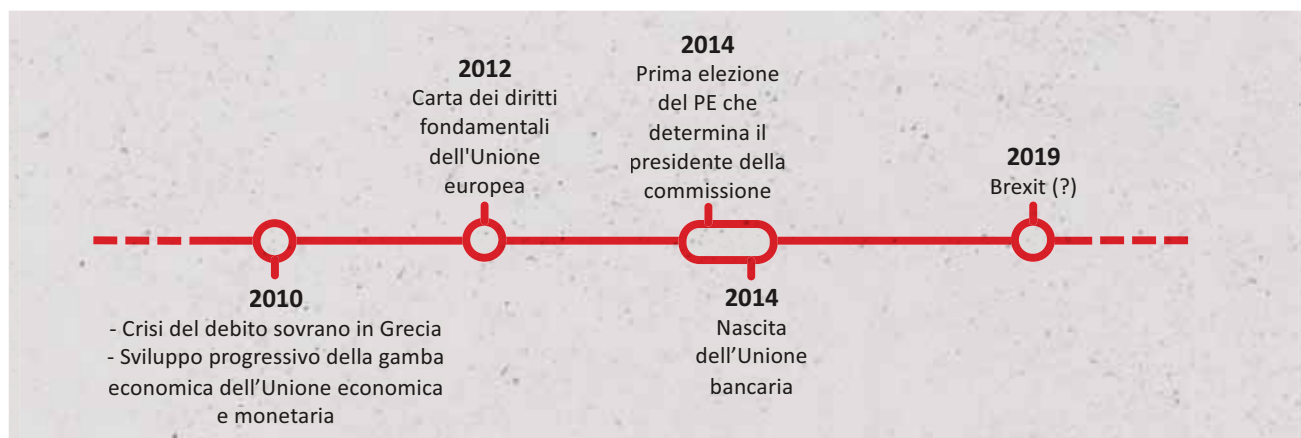 2010
- Crisi del debito sovrano in Grecia
- Sviluppo progressivo della gamba
economica dell’Unione economica
e monetaria
2012
Carta dei diritti
fondamentali
dell'Unione
europea
2014
Prima elezione
del PE che
determina il
presidente della
commissione
2014
Nascita
dell’Unione
bancaria
2019
Brexit (?)